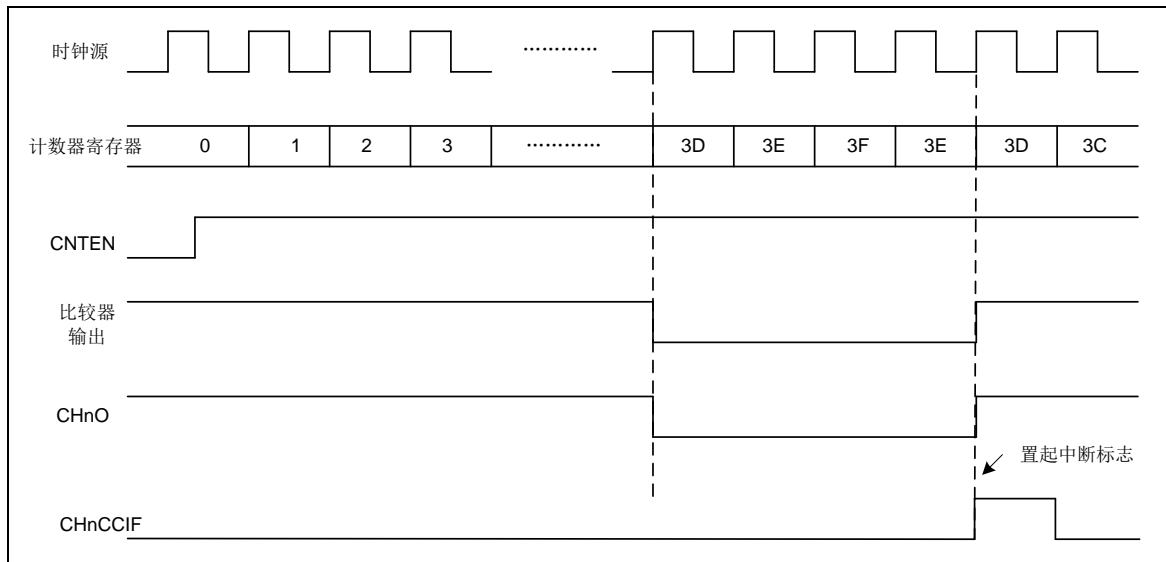 时钟源 …………
计数器寄存器 0 1 2 3 ………… 3D 3E 3F 3E 3D 3C
CNTEN
比较器
输出
CHnO
置起中断标志
CHnCCIF